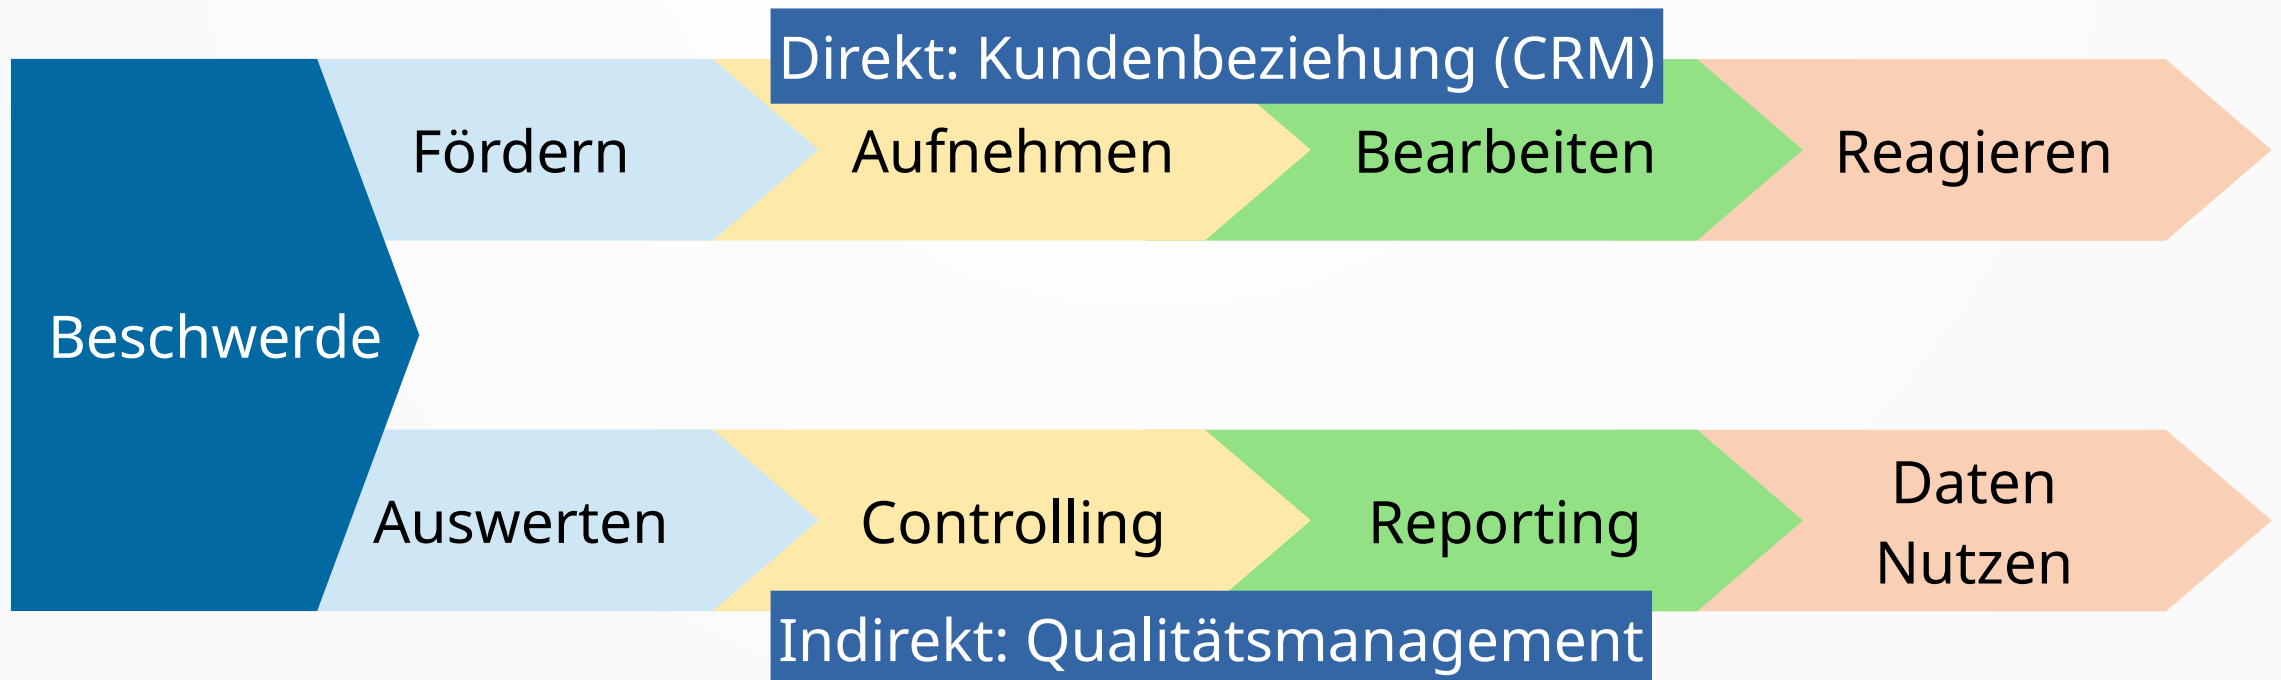 Direkt: Kundenbeziehung (CRM)
Fördern
Aufnehmen
Bearbeiten
Reagieren
Beschwerde
Auswerten
Controlling
Reporting
Daten
Nutzen
Indirekt: Qualitätsmanagement